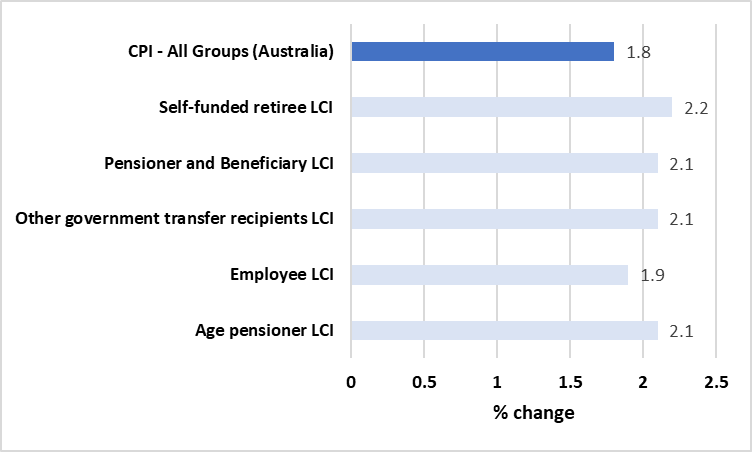 CPI - All Groups (Australia) 1.8
Self-funded retiree LCI 2.2
Pensioner and Beneficiary LCI 2.1
Other government transfer recipients LCI 2.1
Employee LCI 1.9
Age pensioner LCI 2.1
0 0.5 1 1.5 2 2.5
% change